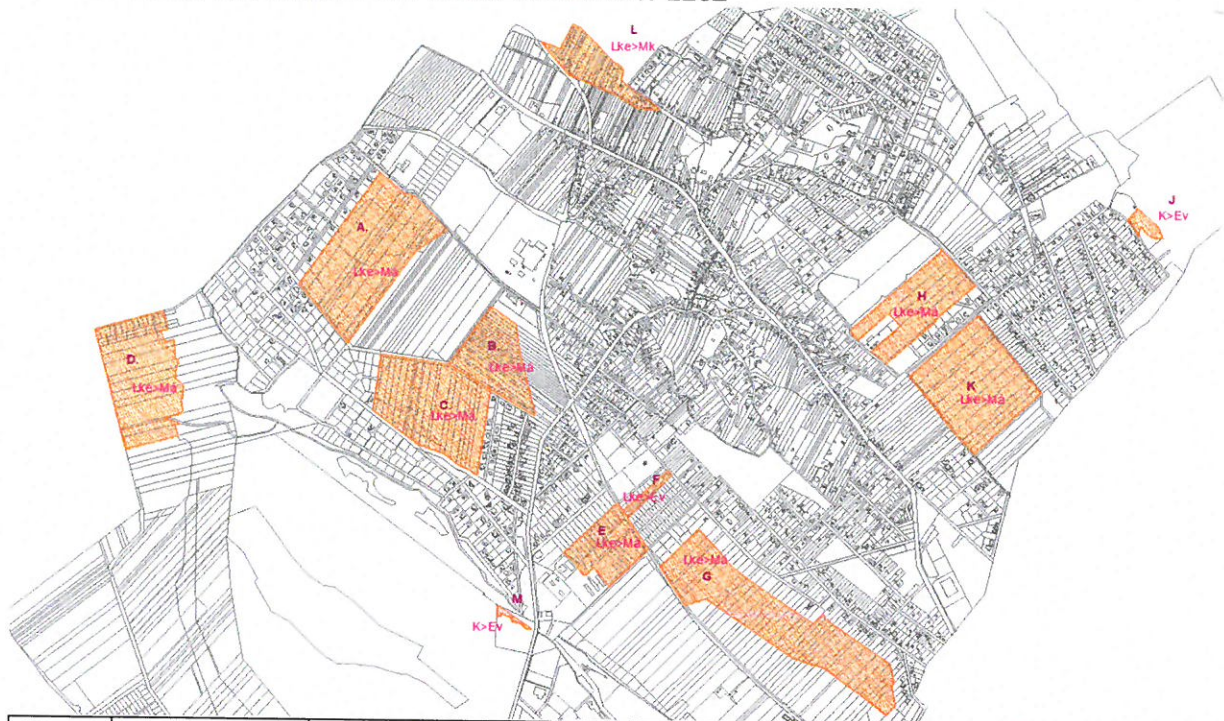 L
Lke>Mk
J
K>Ev
A.
Lke>Má
H
Lke>Má
B.
Lke>Má
D.
Lke>Má
C
Lke>Má
K
Lke>Má
F
Lke>Ev
E
Lke>Má
Lke>Má
G
M
K>Ev